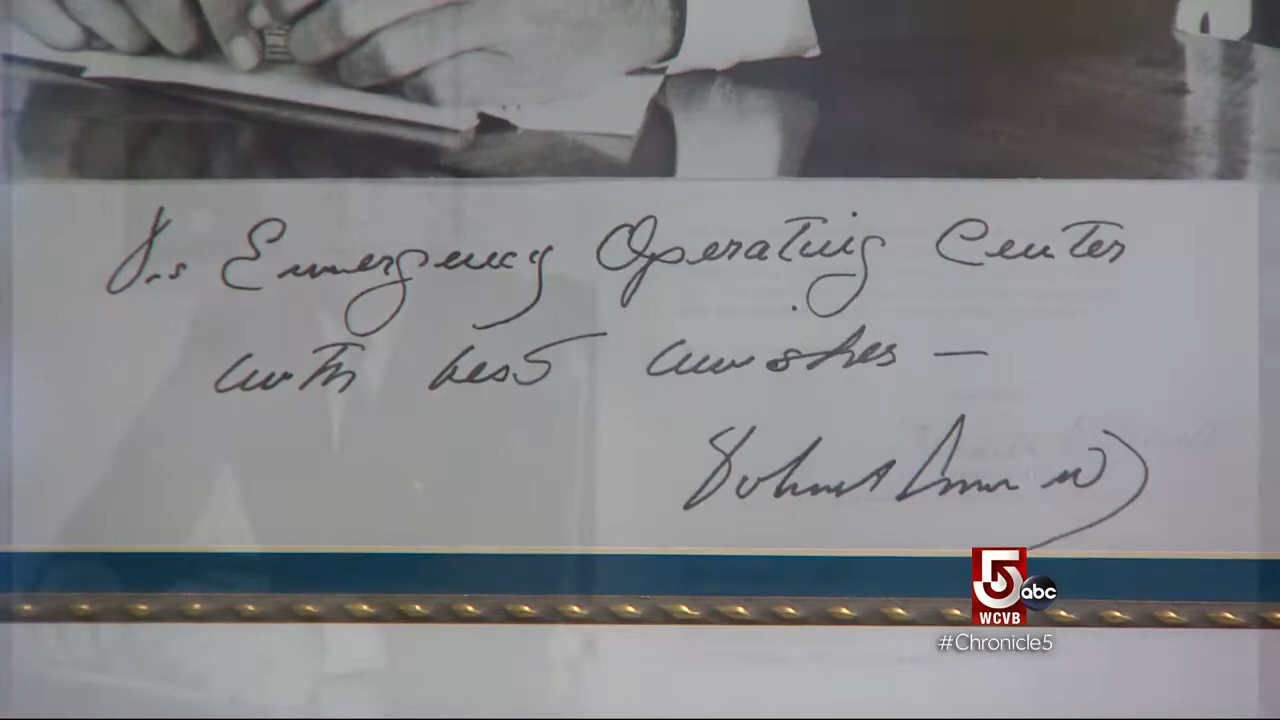 To Emergency Operating Center
with best wishes —
5 abc
WCVB
#Chronicle5